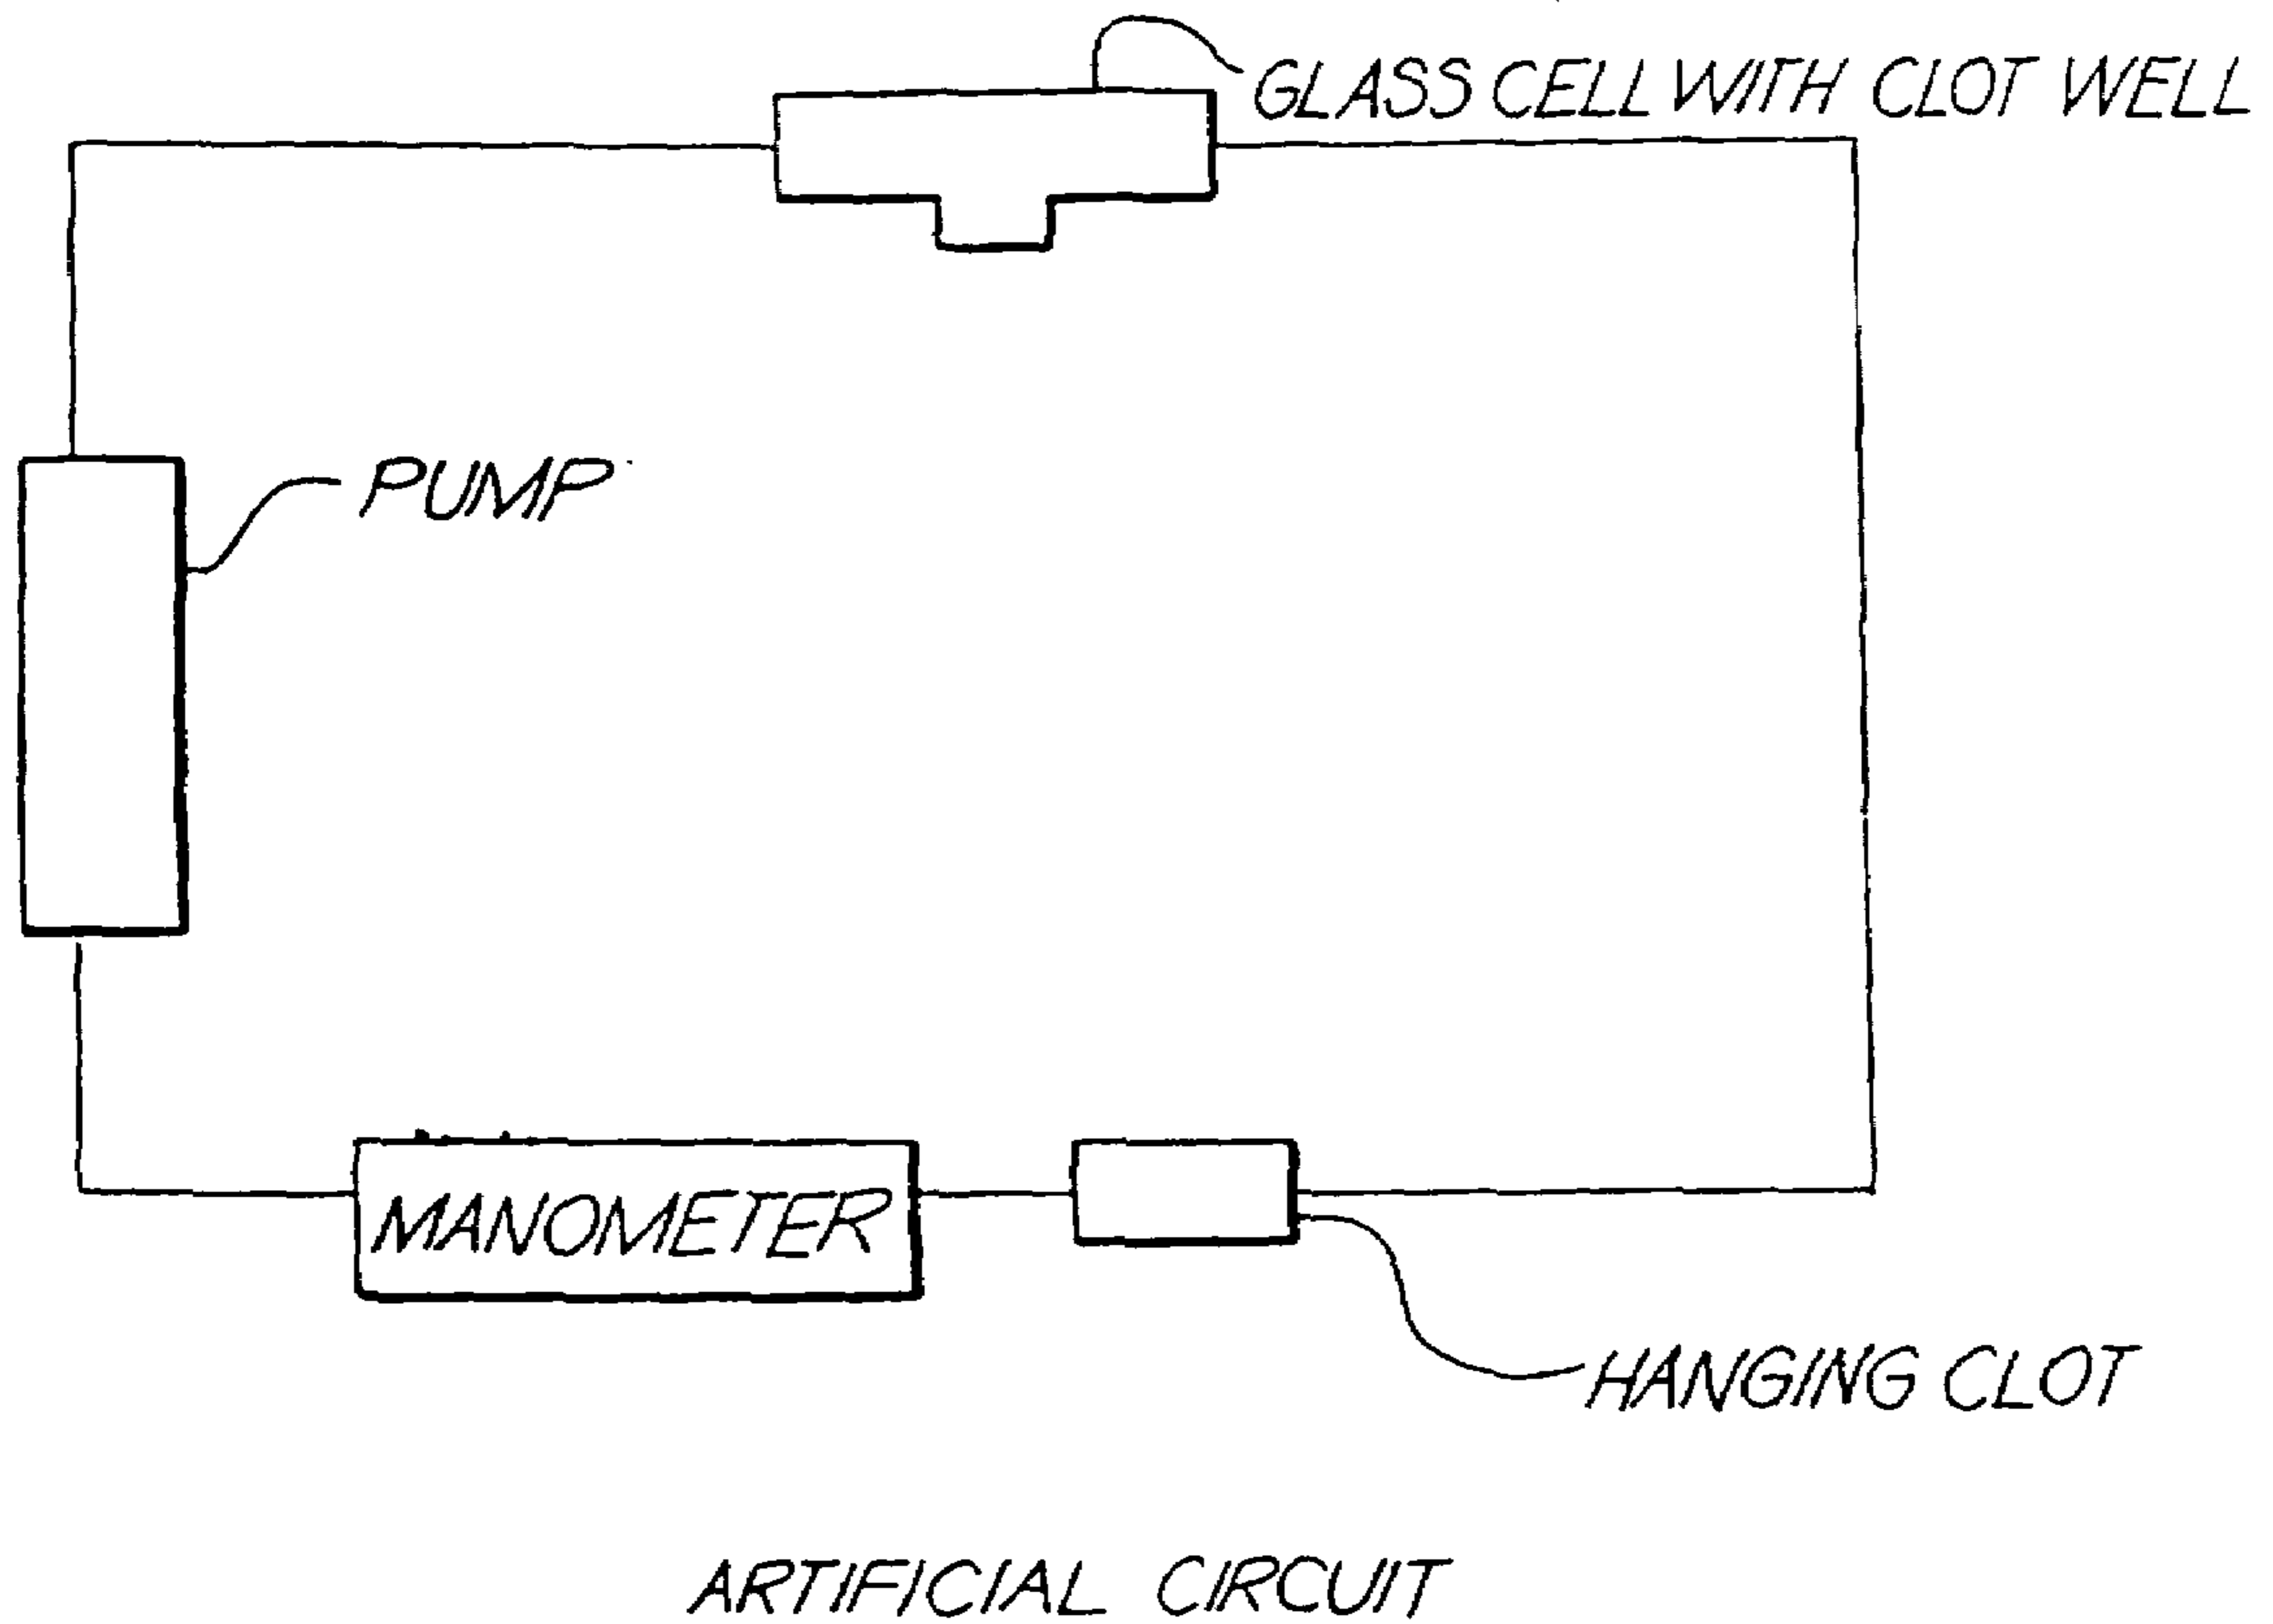 GLASS CELL WITH CLOT WELL
PUMP
MANOMETER
HANGING CLOT
ARTIFICIAL CIRCUIT